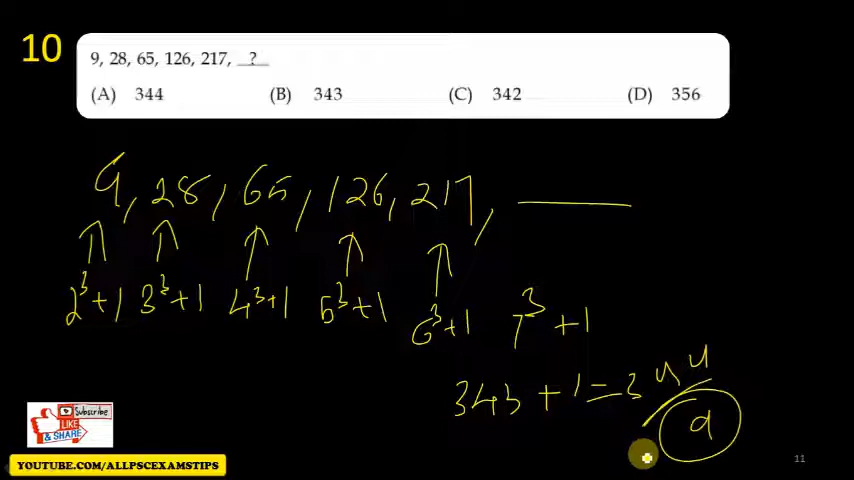 10
9, 28, 65, 126, 217, ?
(A) 344 (B) 343 (C) 342 (D) 356
9, 28, 65, 126, 217,
2³+1 3³+1 4³+1 5³+1 6³+1 7³+1
343 + 1 = 344
a
Subscribe
LIKE
& SHARE
YOUTUBE.COM/ALLPSCEXAMSTIPS
11